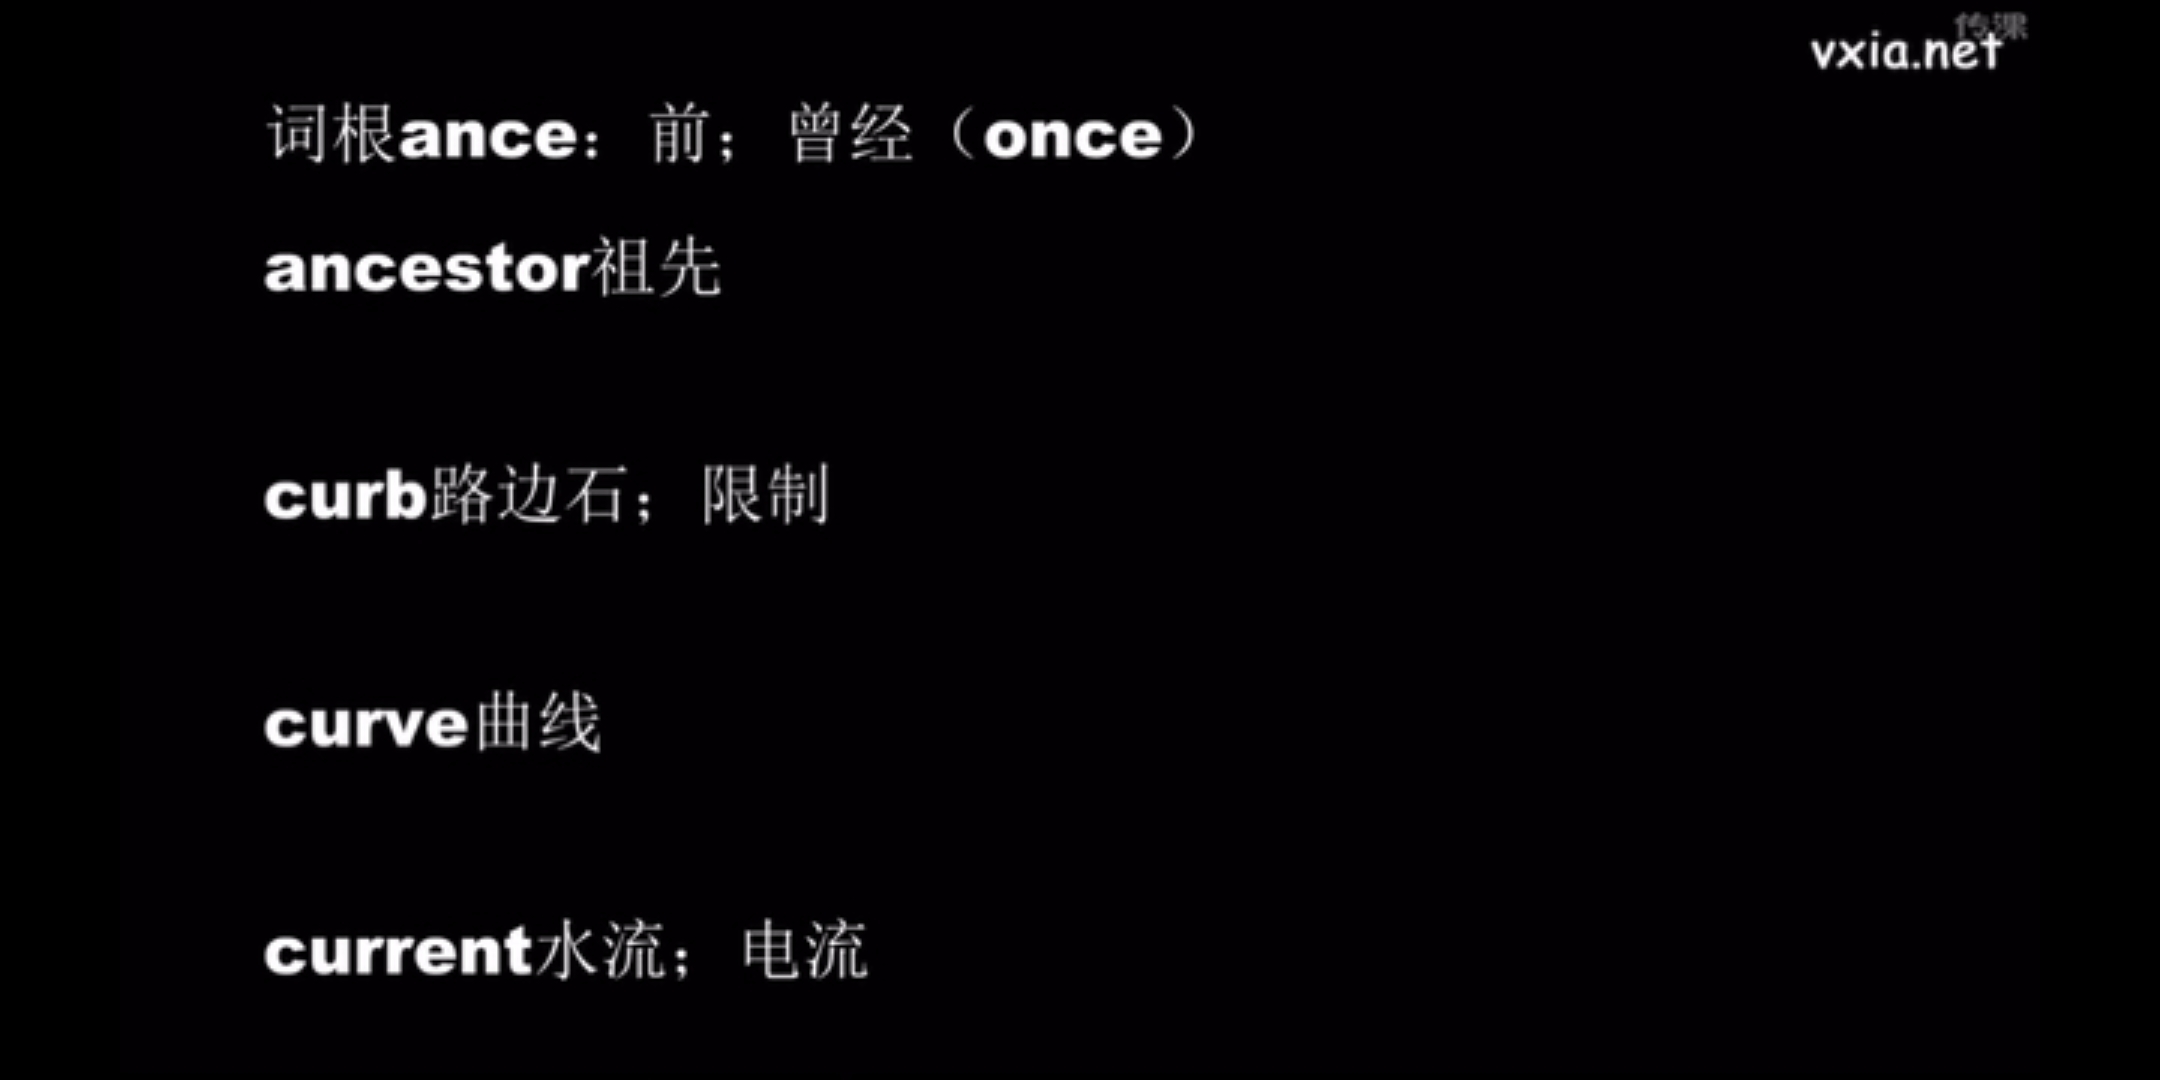 传课
vxia.net
词根ance：前；曾经（once）
ancestor祖先
curb路边石；限制
curve曲线
current水流；电流